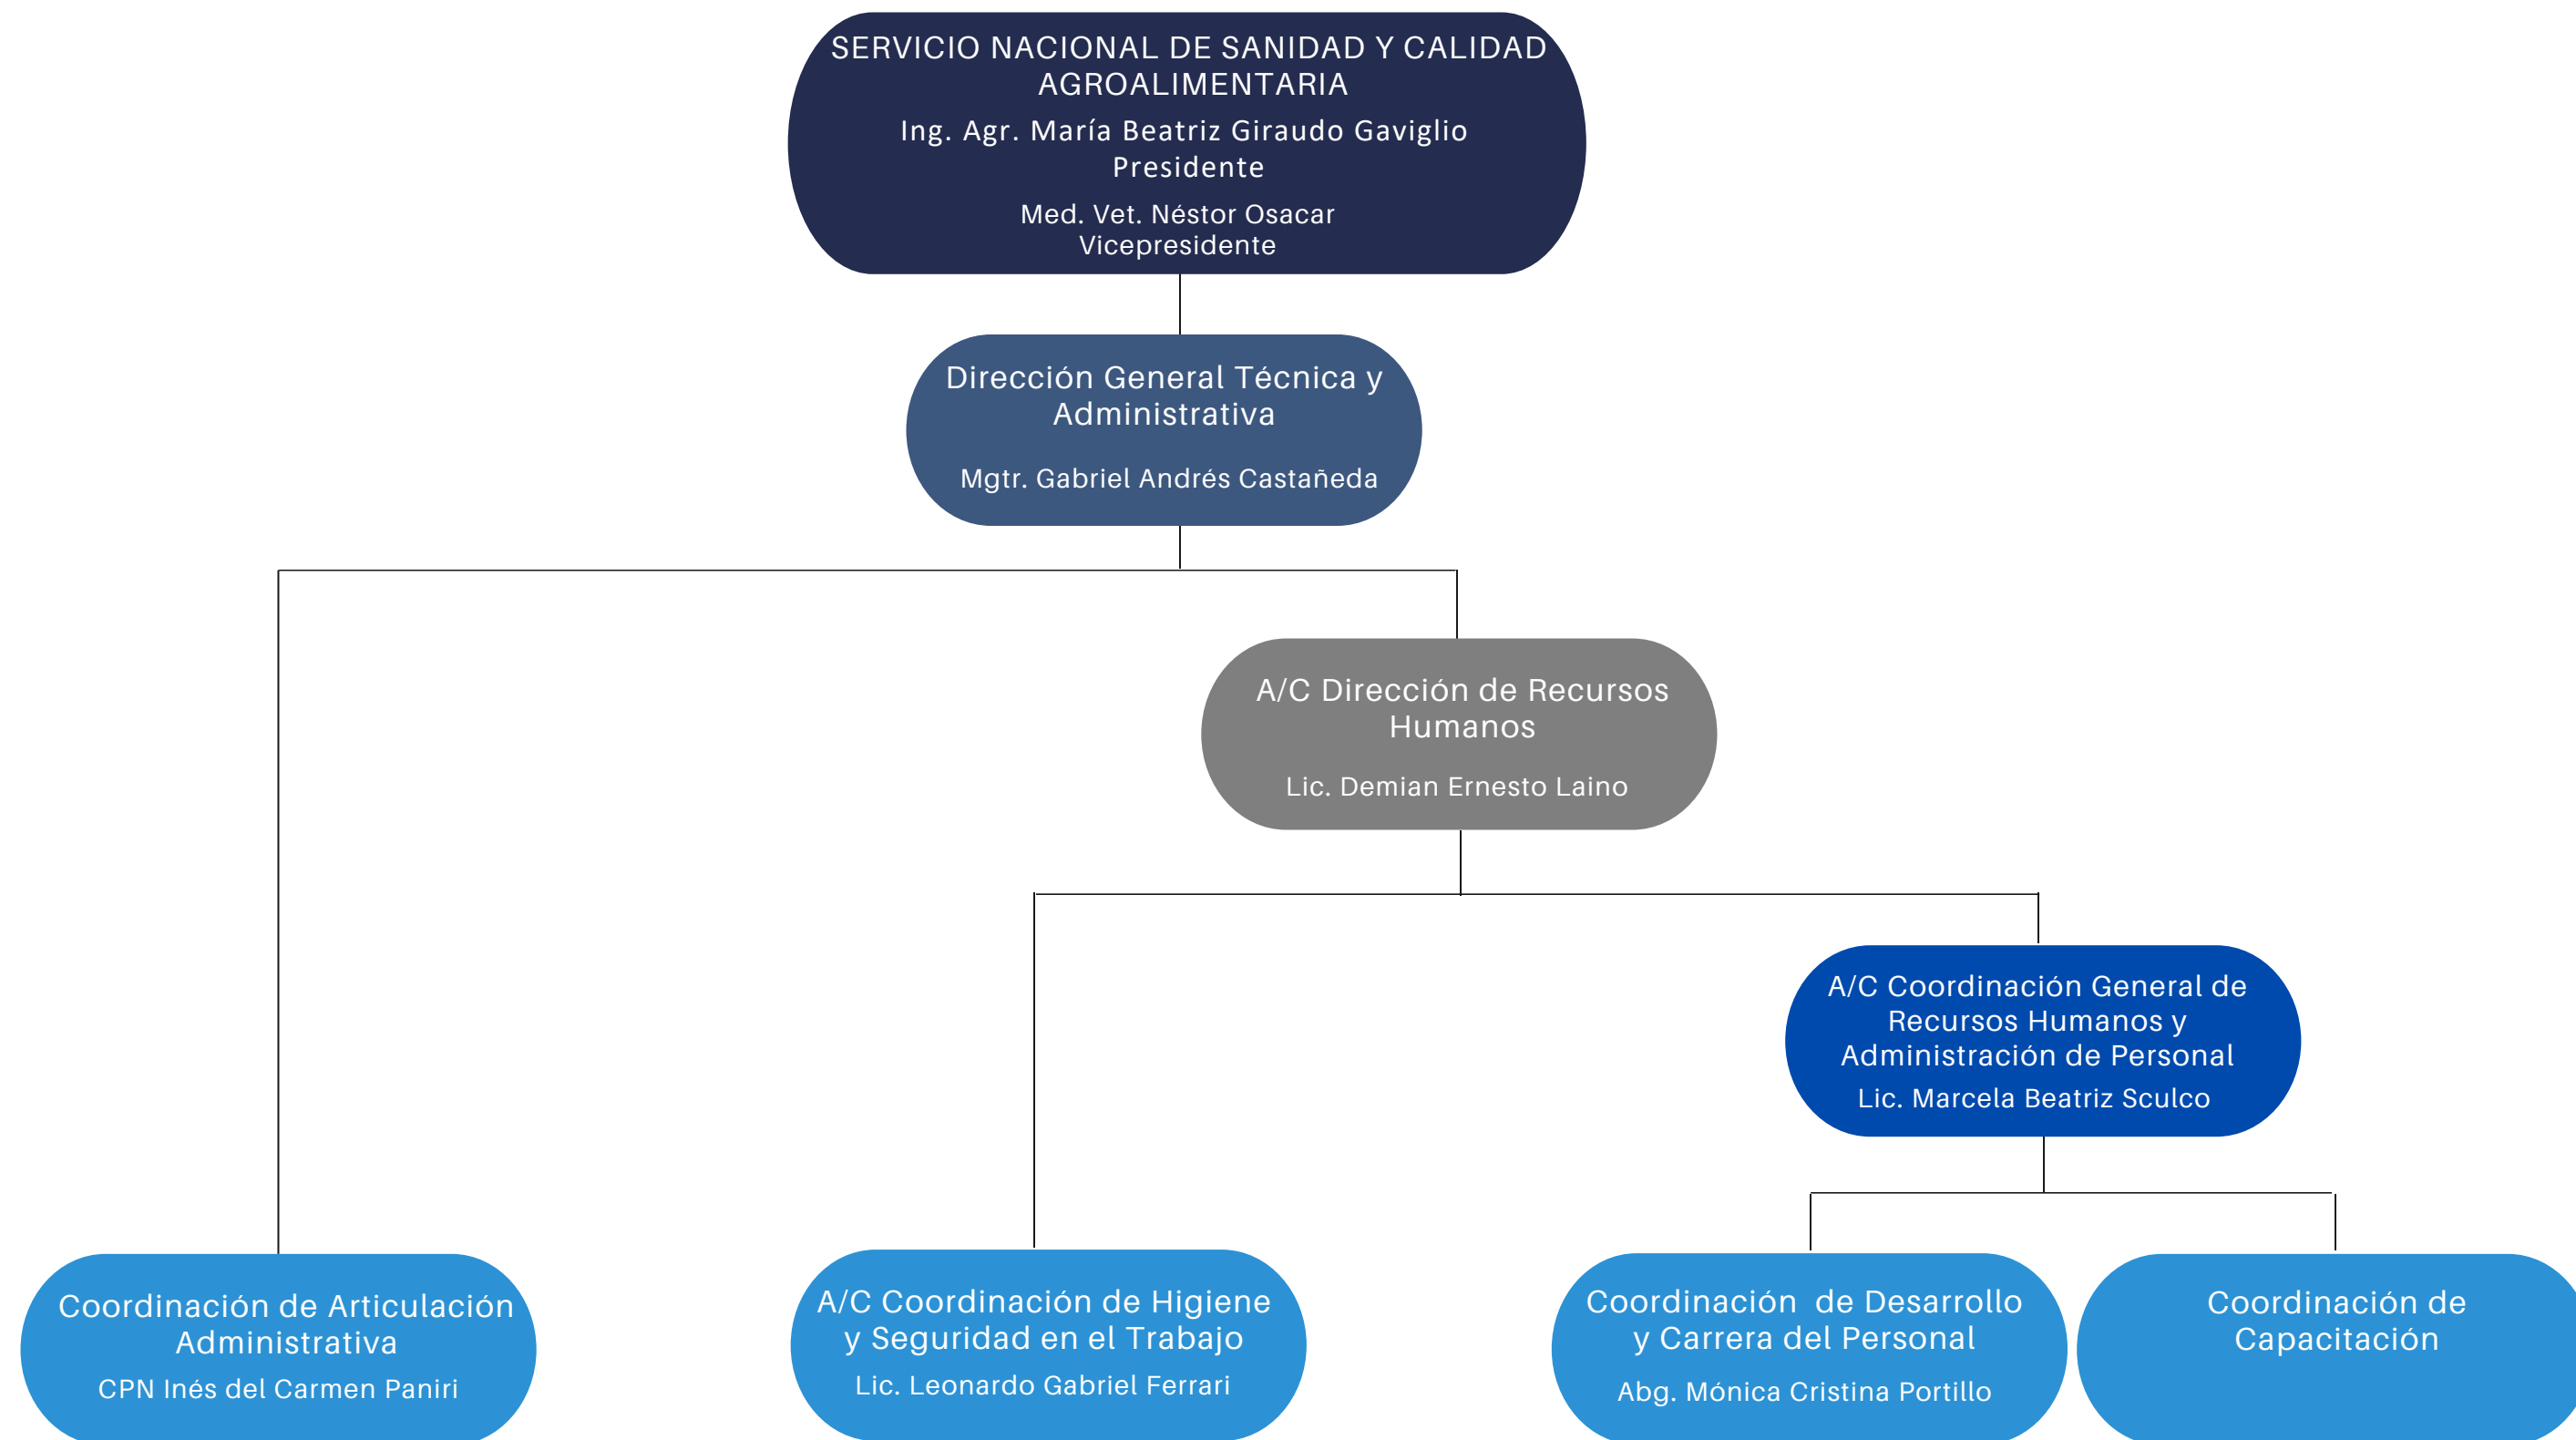 SERVICIO NACIONAL DE SANIDAD Y CALIDAD
AGROALIMENTARIA
Ing. Agr. María Beatriz Giraudo Gaviglio
Presidente
Med. Vet. Néstor Osacar
Vicepresidente
Dirección General Técnica y
Administrativa
Mgtr. Gabriel Andrés Castañeda
A/C Dirección de Recursos
Humanos
Lic. Demian Ernesto Laino
A/C Coordinación General de
Recursos Humanos y
Administración de Personal
Lic. Marcela Beatriz Sculco
Coordinación de Articulación
Administrativa
CPN Inés del Carmen Paniri
A/C Coordinación de Higiene
y Seguridad en el Trabajo
Lic. Leonardo Gabriel Ferrari
Coordinación  de Desarrollo
y Carrera del Personal
Abg. Mónica Cristina Portillo
Coordinación de
Capacitación